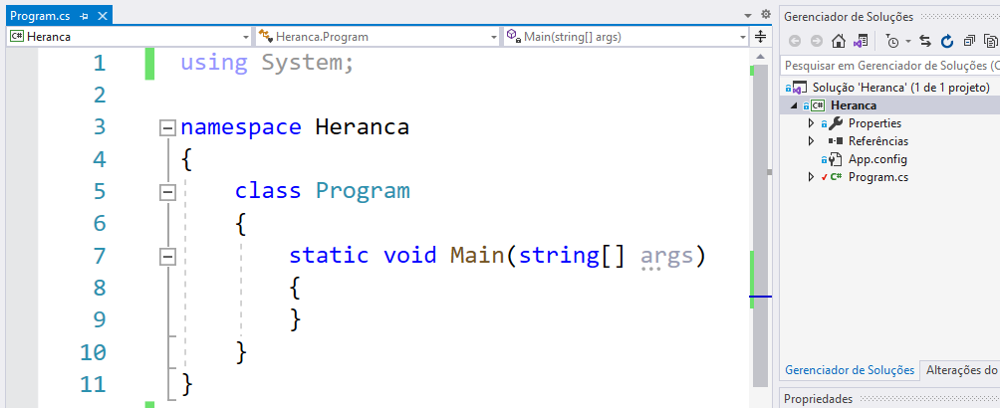 Program.cs
C# Heranca
Heranca.Program
Main(string[] args)
1 using System;
2
3 namespace Heranca
4 {
5 class Program
6 {
7 static void Main(string[] args)
8 {
9 }
10 }
11 }
Gerenciador de Soluções
Pesquisar em Gerenciador de Soluções (C
Solução 'Heranca' (1 de 1 projeto)
C# Heranca
Properties
Referências
App.config
C# Program.cs
Gerenciador de Soluções
Alterações do
Propriedades